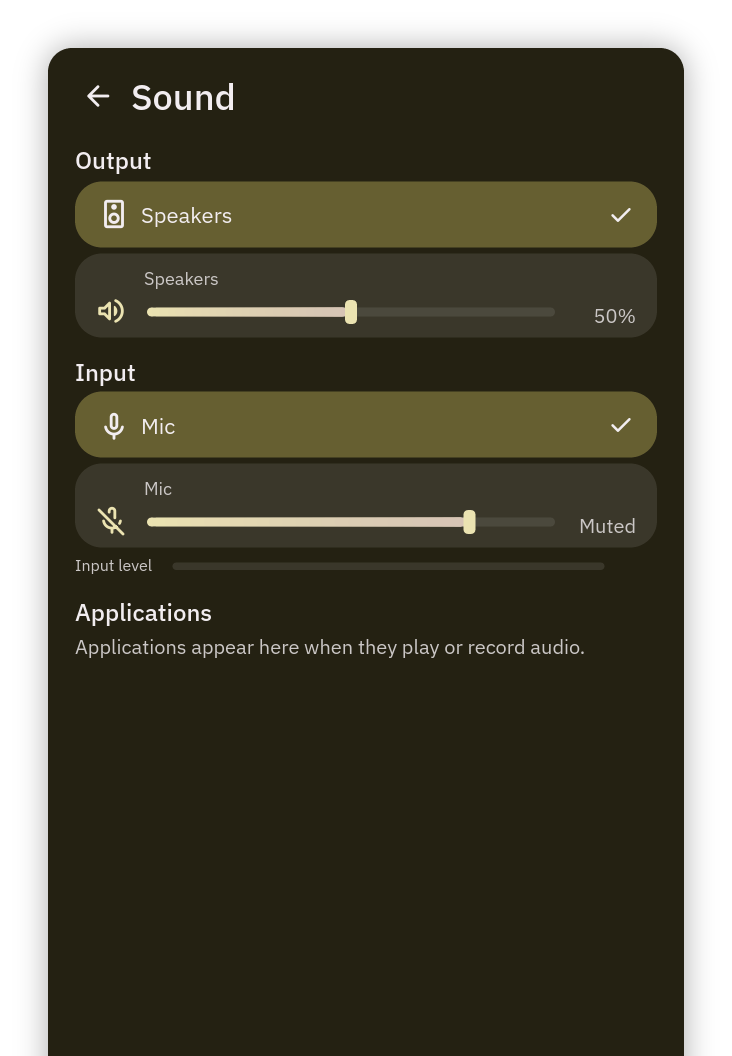 Sound
Output
Speakers
Speakers
50%
Input
Mic
Mic
Muted
Input level
Applications
Applications appear here when they play or record audio.